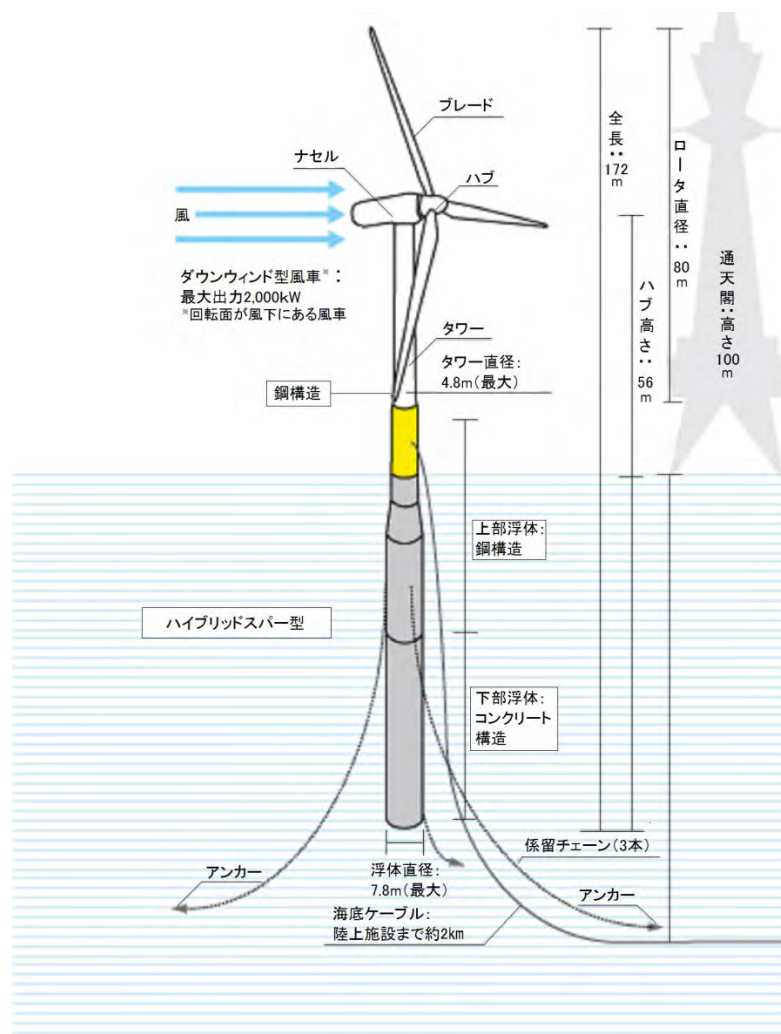 ブレード
ナセル
ハブ
風
ダウンウィンド型風車※：
最大出力2,000kW
※回転面が風下にある風車
全長：172m
ロータ直径：80m
ハブ高さ：56m
通天閣：高さ100m
タワー
タワー直径：
4.8m（最大）
鋼構造
上部浮体：
鋼構造
ハイブリッドスパー型
下部浮体：
コンクリート
構造
係留チェーン（3本）
アンカー
浮体直径：
7.8m（最大）
アンカー
海底ケーブル：
陸上施設まで約2km